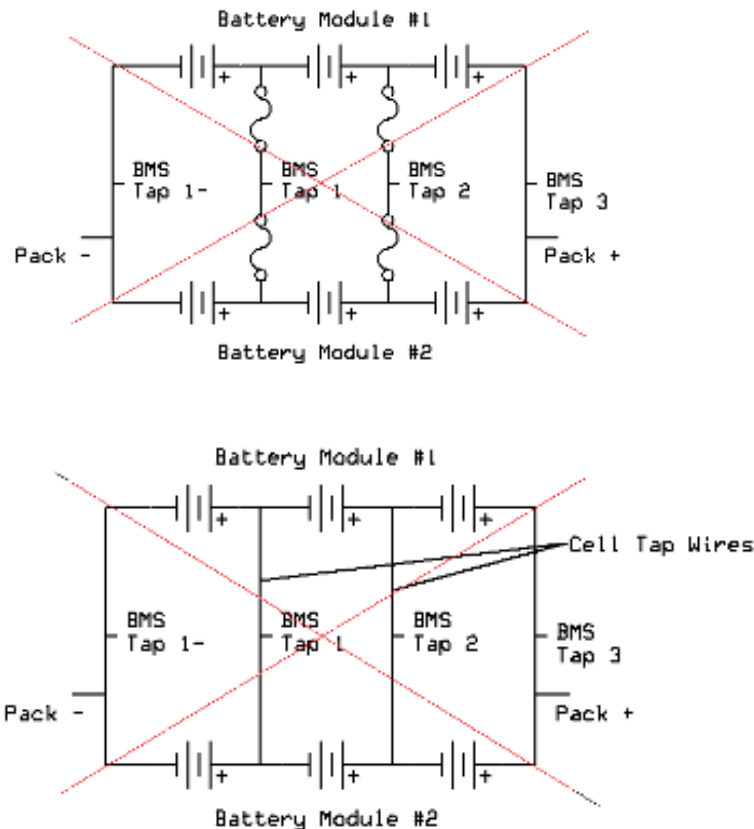 Battery Module #1
+ + +
BMS
Tap 1-
BMS
Tap 1
BMS
Tap 2
BMS
Tap 3
Pack -
Pack +
+ + +
Battery Module #2
Battery Module #1
+ + +
Cell Tap Wires
BMS
Tap 1-
BMS
Tap 1
BMS
Tap 2
BMS
Tap 3
Pack -
Pack +
+ + +
Battery Module #2